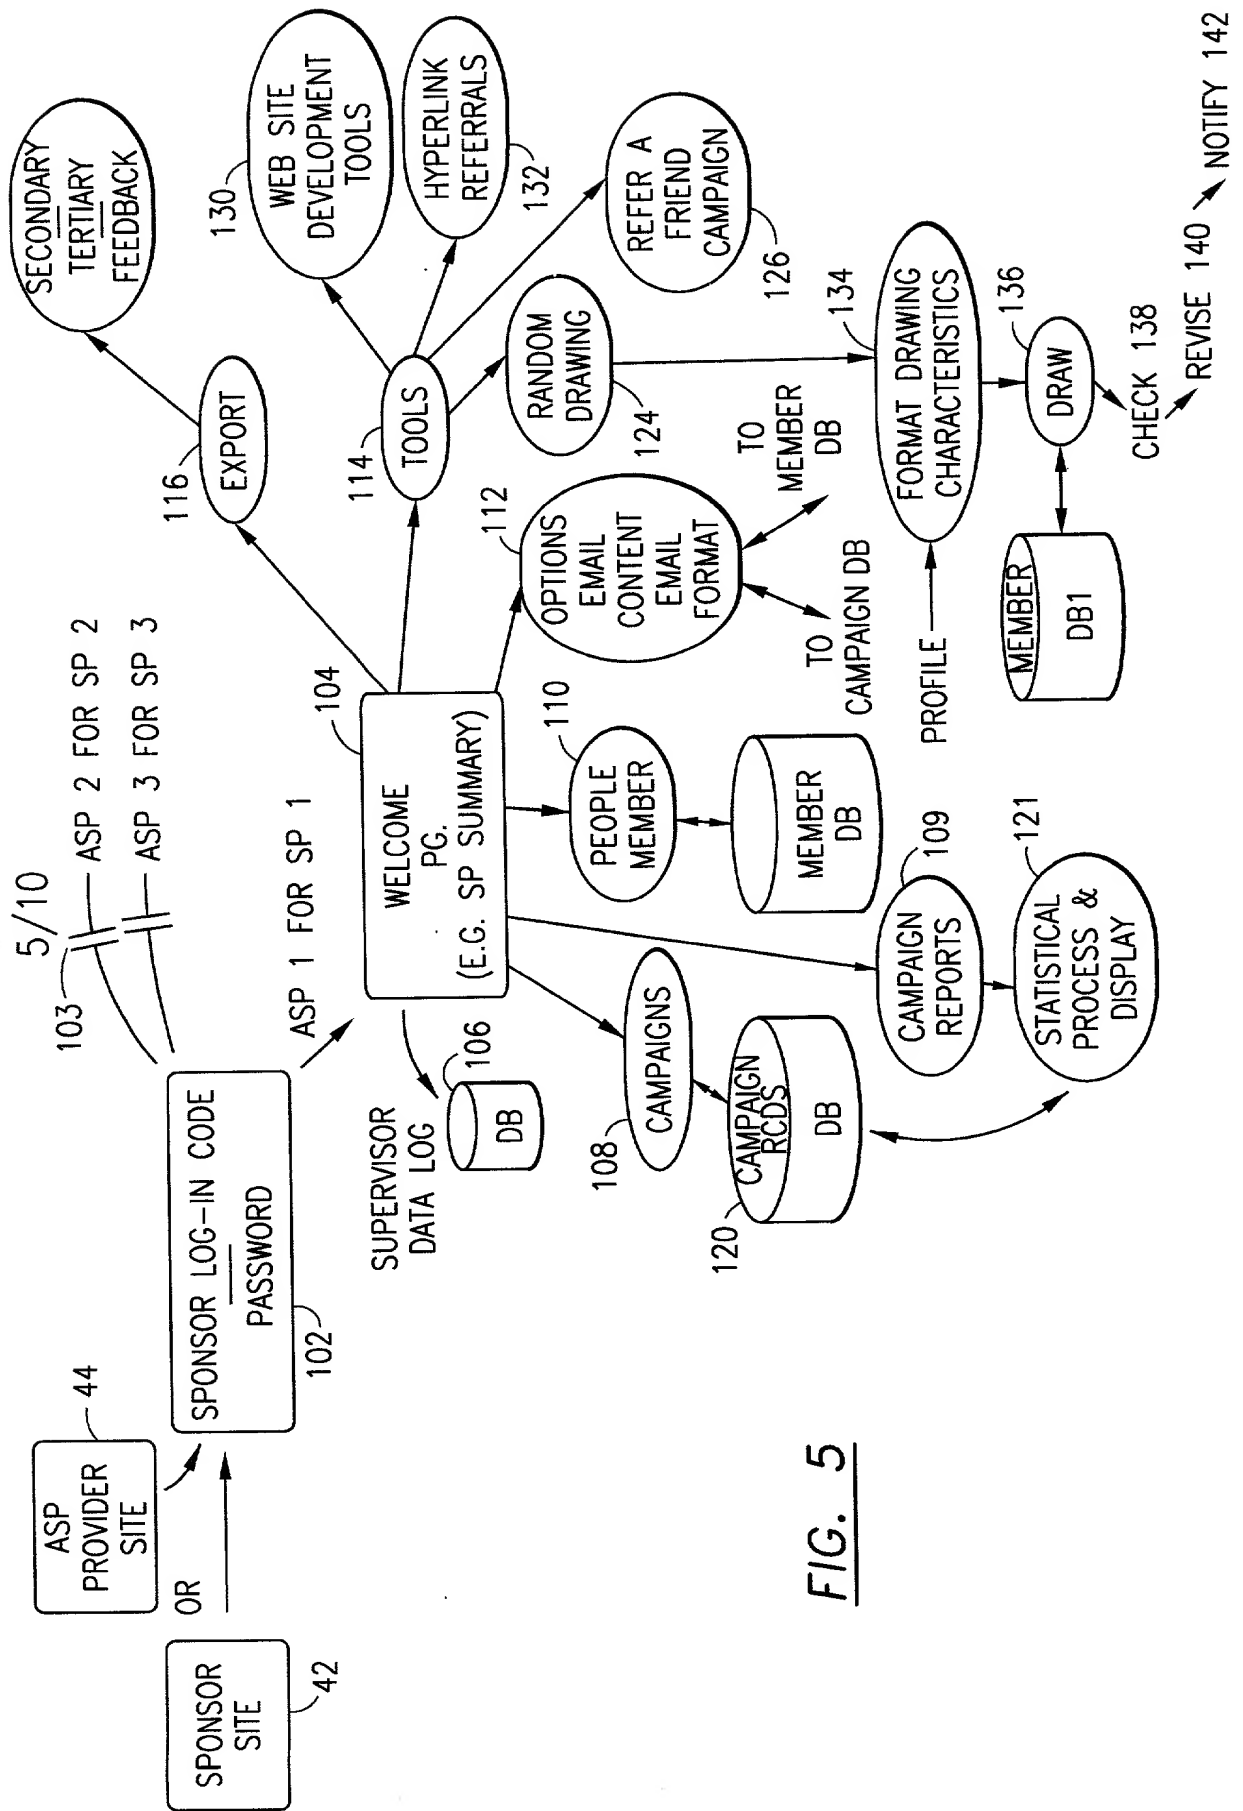 5/10
103
ASP 2 FOR SP 2
ASP 3 FOR SP 3
ASP 1 FOR SP 1
ASP
PROVIDER
SITE
44
OR
SPONSOR
SITE
42
SPONSOR LOG-IN CODE
PASSWORD
102
SUPERVISOR
DATA LOG
106
DB
104
WELCOME
PG.
(E.G. SP SUMMARY)
108
CAMPAIGNS
120
CAMPAIGN
RCDS
DB
109
CAMPAIGN
REPORTS
121
STATISTICAL
PROCESS &
DISPLAY
110
PEOPLE
MEMBER
MEMBER
DB
112
OPTIONS
EMAIL
CONTENT
EMAIL
FORMAT
TO
CAMPAIGN DB
TO
MEMBER
DB
116
EXPORT
SECONDARY
TERTIARY
FEEDBACK
114
TOOLS
130
WEB SITE
DEVELOPMENT
TOOLS
HYPERLINK
REFERRALS
132
REFER A
FRIEND
CAMPAIGN
126
RANDOM
DRAWING
124
134
FORMAT DRAWING
CHARACTERISTICS
PROFILE
136
DRAW
MEMBER
DB1
CHECK 138
REVISE 140
NOTIFY 142
FIG. 5